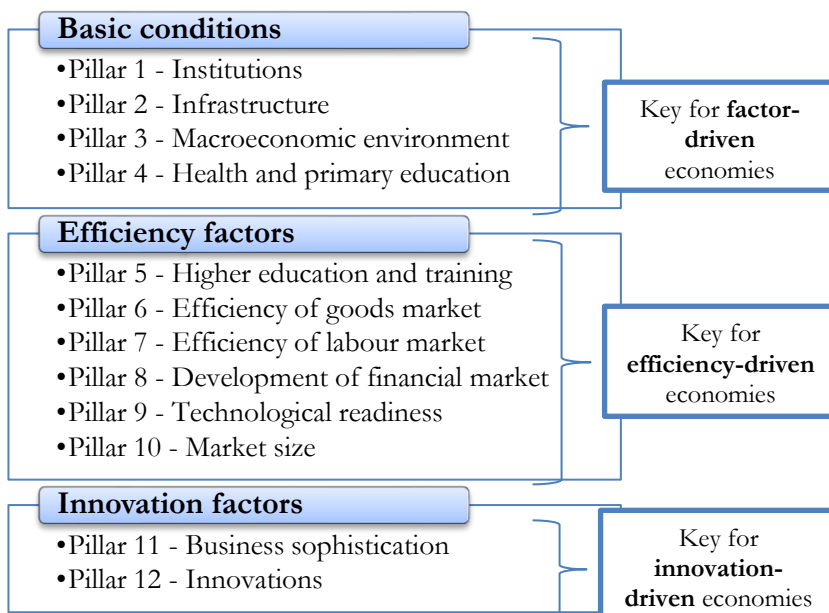 Basic conditions
•Pillar 1 - Institutions
•Pillar 2 - Infrastructure
•Pillar 3 - Macroeconomic environment
•Pillar 4 - Health and primary education
Key for factor-
driven
economies
Efficiency factors
•Pillar 5 - Higher education and training
•Pillar 6 - Efficiency of goods market
•Pillar 7 - Efficiency of labour market
•Pillar 8 - Development of financial market
•Pillar 9 - Technological readiness
•Pillar 10 - Market size
Key for
efficiency-driven
economies
Innovation factors
•Pillar 11 - Business sophistication
•Pillar 12 - Innovations
Key for
innovation-
driven economies